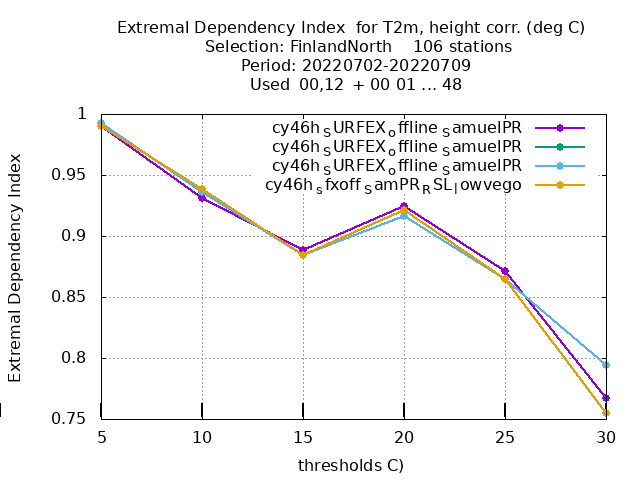 Extremal Dependency Index  for T2m, height corr. (deg C)
Selection: FinlandNorth    106 stations
Period: 20220702-20220709
Used  00,12  + 00 01 ... 48
Extremal Dependency Index
1
0.95
0.9
0.85
0.8
0.75
cy46h_SURFEX_offline_SamuelPR
cy46h_SURFEX_offline_SamuelPR
cy46h_SURFEX_offline_SamuelPR
cy46h_sfxoff_SamPR_RSL_lowvego
5 10 15 20 25 30
thresholds C)